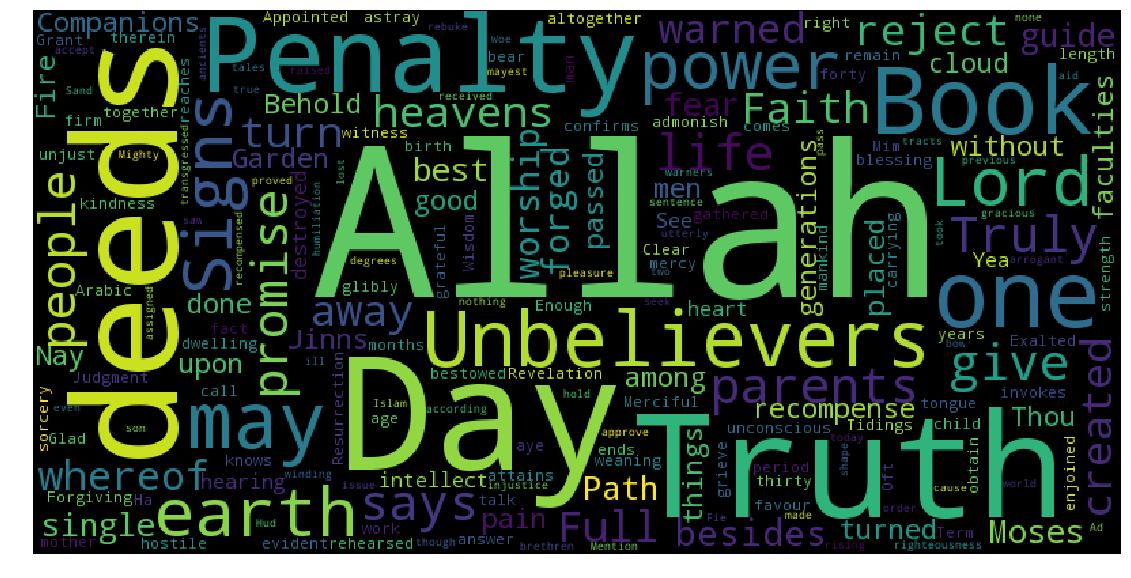 Allah
deeds
Penalty
Day
Truth
Book
Unbelievers
Signs
power
Lord
one
may
earth
people
promise
life
parents
Truly
created
Faith
give
says
Full
besides
Path
reject
warned
guide
heavens
turn
away
Behold
Garden
Jinns
best
good
worship
forged
passed
fear
men
See
generations
placed
without
cloud
faculties
Companions
Fire
Nay
upon
done
whereof
single
pain
intellect
among
recompense
things
turned
Moses
Thou
Appointed
astray
altogether
right
length
therein
Grant
accept
rebuke
Woe
bear
mayest
man
remain
forty
none
aid
ancients
tales
raised
received
together
reaches
firm
true
Sand
witness
confirms
admonish
comes
Mim
tracts
previous
blessing
pass
unjust
Mighty
transgressed
birth
warners
sentence
gathered
utterly
mercy
Clear
mankind
carrying
gracious
took
arrogant
Yea
strength
kindness
proved
last
destroyed
humiliation
grateful
Wisdom
degrees
pleasure
two
saw
recompensed
assigned
Arabic
glibly
nothing
Enough
seek
heart
years
Exalted
bow
fact
months
dwelling
ill
bestowed
Revelation
Merciful
invokes
Judgment
Resurrection
call
Islam
age
according
hold
aye
child
tongue
Tidings
unconscious
sorcery
even
son
Glad
knows
approve
ends
weaning
today
shape
grieve
period
thirty
Oft
cause
obtain
world
enjoined
hearing
attains
injustice
talk
winding
issue
Forgiving
Ha
Hud
work
favour
made
Fie
order
Term
Ad
mother
hostile
evident
rehearsed
though
answer
brethren
Mention
rising
righteousness